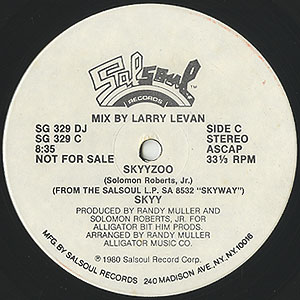 Salsoul
RECORDS
MIX BY LARRY LEVAN
SG 329 DJ SIDE C
SG 329 C STEREO
8:35 ASCAP
NOT FOR SALE 33⅓ RPM
SKYYZOO
(Solomon Roberts, Jr.)
(FROM THE SALSOUL L.P. SA 8532 "SKYWAY")
SKYY
PRODUCED BY RANDY MULLER AND
SOLOMON ROBERTS, JR. FOR
ALLIGATOR BIT HIM PRODS.
ARRANGED BY RANDY MULLER
ALLIGATOR MUSIC CO.
℗ 1980 Salsoul Record Corp.
MFG. BY SALSOUL RECORD CORP. 240 MADISON AVE., N.Y., N.Y. 10016